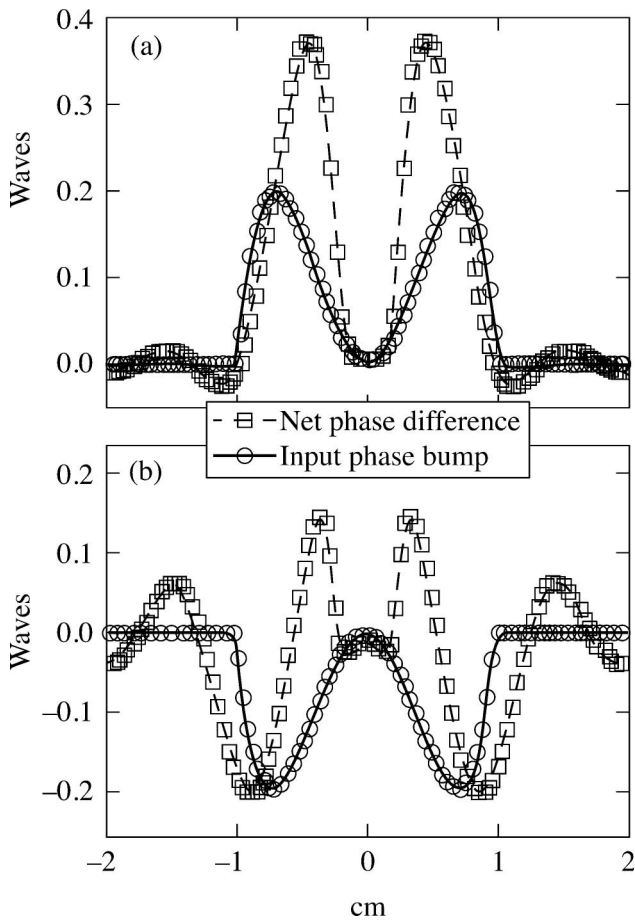 (a)
0.4
0.3
0.2
0.1
0.0
Waves
Net phase difference
Input phase bump
(b)
0.2
0.1
0.0
−0.1
−0.2
Waves
−2 −1 0 1 2
cm